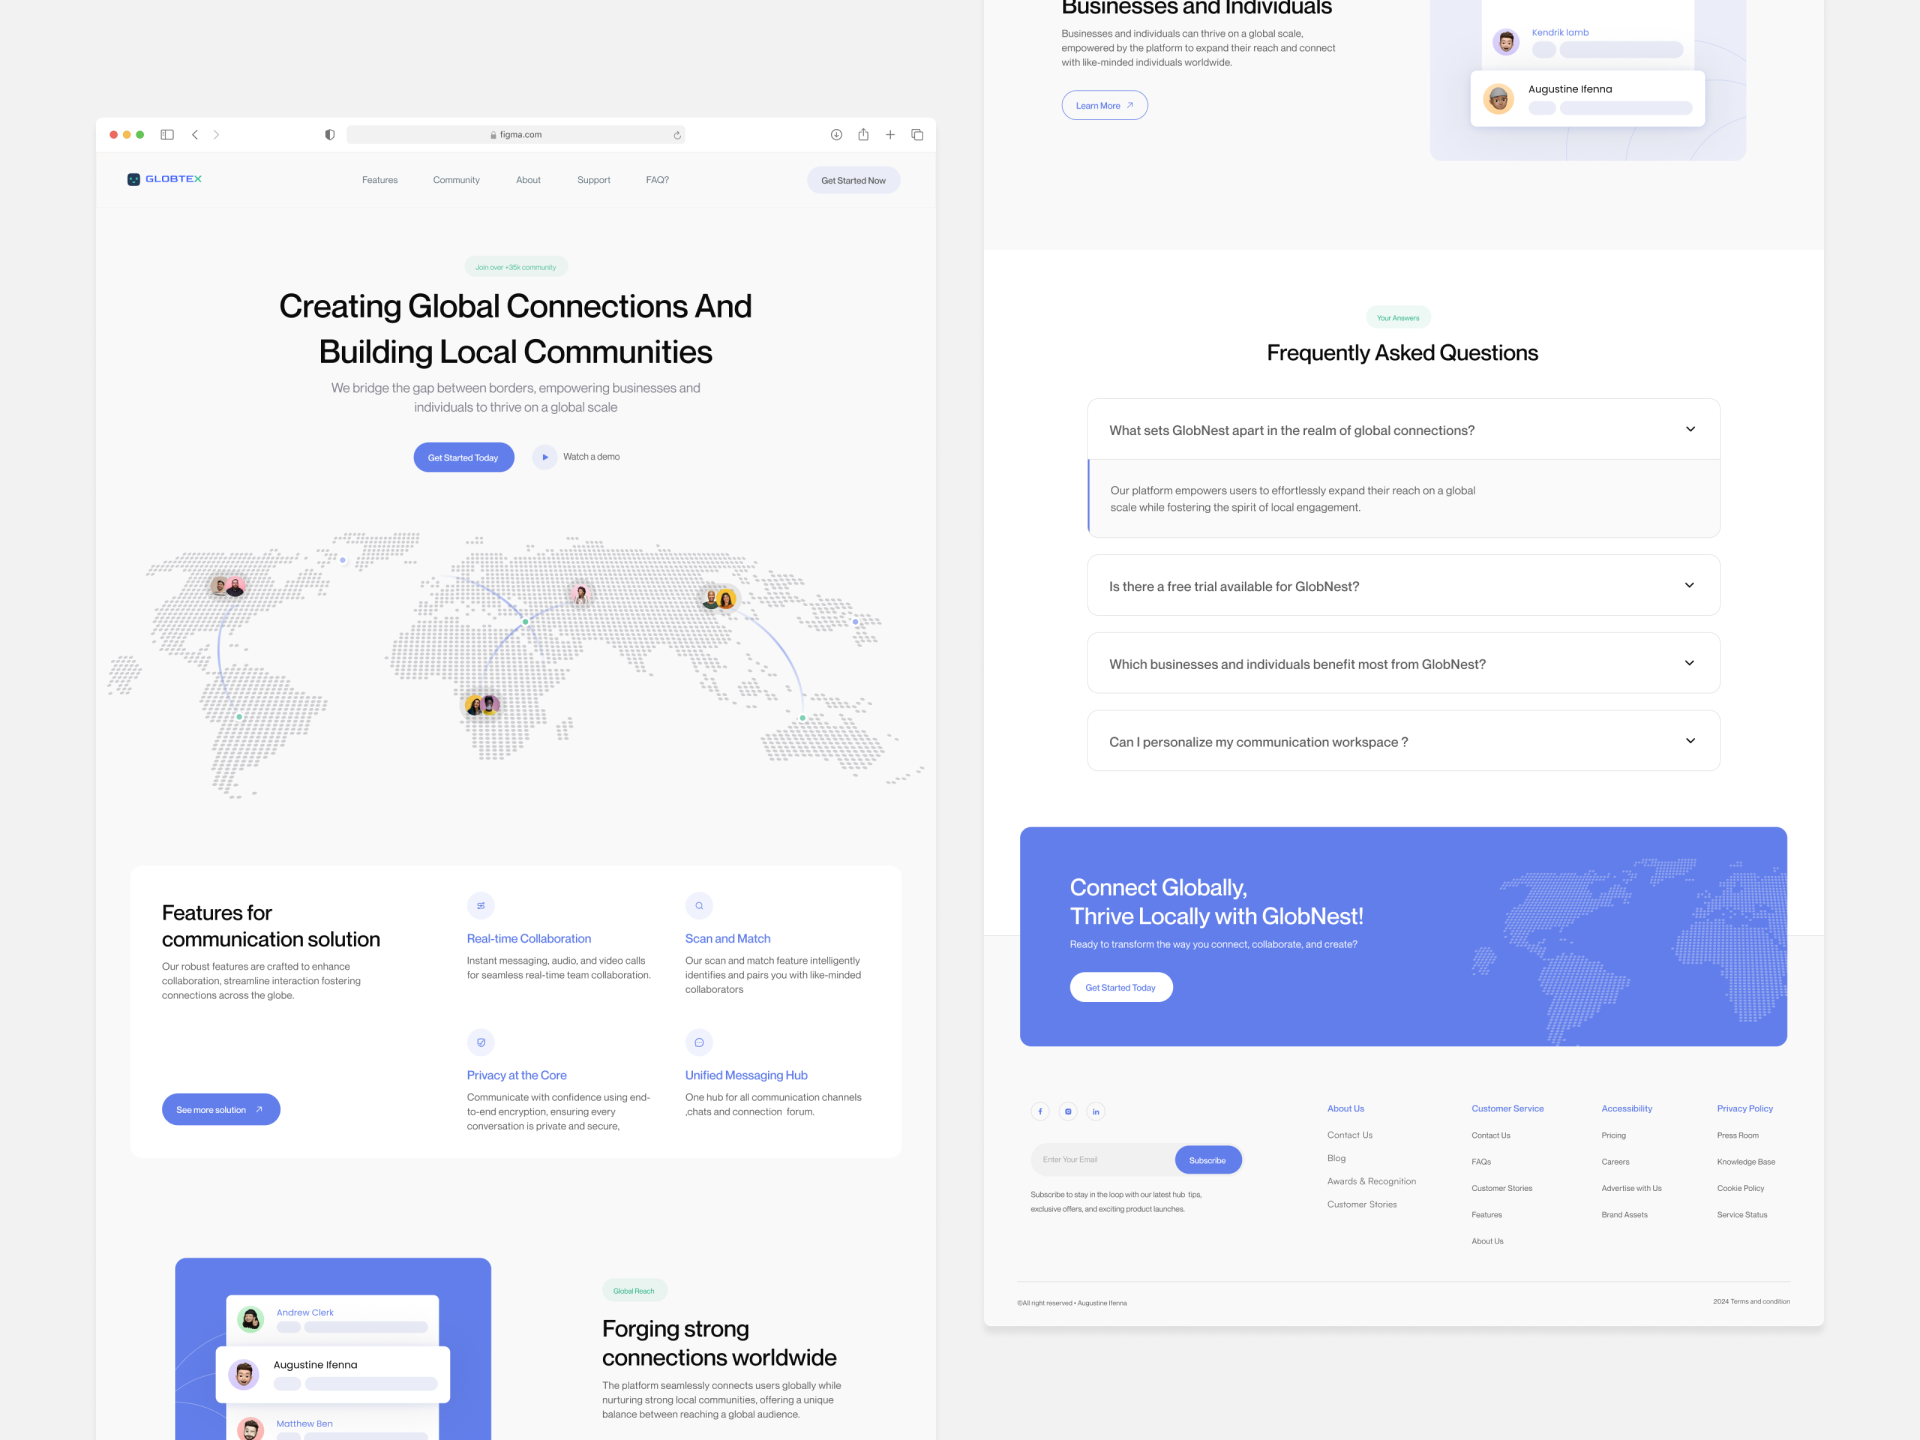 figma.com
GLOBTEX
Features
Community
About
Support
FAQ?
Get Started Now
Join over +35k community
Creating Global Connections And
Building Local Communities
We bridge the gap between borders, empowering businesses and
individuals to thrive on a global scale
Get Started Today
Watch a demo
Features for
communication solution
Our robust features are crafted to enhance
collaboration, streamline interaction fostering
connections across the globe.
See more solution
Real-time Collaboration
Instant messaging, audio, and video calls
for seamless real-time team collaboration.
Scan and Match
Our scan and match feature intelligently
identifies and pairs you with like-minded
collaborators
Privacy at the Core
Communicate with confidence using end-
to-end encryption, ensuring every
conversation is private and secure,
Unified Messaging Hub
One hub for all communication channels
,chats and connection forum.
Andrew Clerk
Augustine Ifenna
Matthew Ben
Global Reach
Forging strong
connections worldwide
The platform seamlessly connects users globally while
nurturing strong local communities, offering a unique
balance between reaching a global audience.
Businesses and Individuals
Businesses and individuals can thrive on a global scale,
empowered by the platform to expand their reach and connect
with like-minded individuals worldwide.
Learn More
Kendrik lamb
Augustine Ifenna
Your Answers
Frequently Asked Questions
What sets GlobNest apart in the realm of global connections?
Our platform empowers users to effortlessly expand their reach on a global
scale while fostering the spirit of local engagement.
Is there a free trial available for GlobNest?
Which businesses and individuals benefit most from GlobNest?
Can I personalize my communication workspace ?
Connect Globally,
Thrive Locally with GlobNest!
Ready to transform the way you connect, collaborate, and create?
Get Started Today
Enter Your Email
Subscribe
Subscribe to stay in the loop with our latest hub tips,
exclusive offers, and exciting product launches.
About Us
Contact Us
Blog
Awards & Recognition
Customer Stories
Customer Service
Contact Us
FAQs
Customer Stories
Features
About Us
Accessibility
Pricing
Careers
Advertise with Us
Brand Assets
Privacy Policy
Press Room
Knowledge Base
Cookie Policy
Service Status
©All right reserved • Augustine Ifenna
2024 Terms and condition